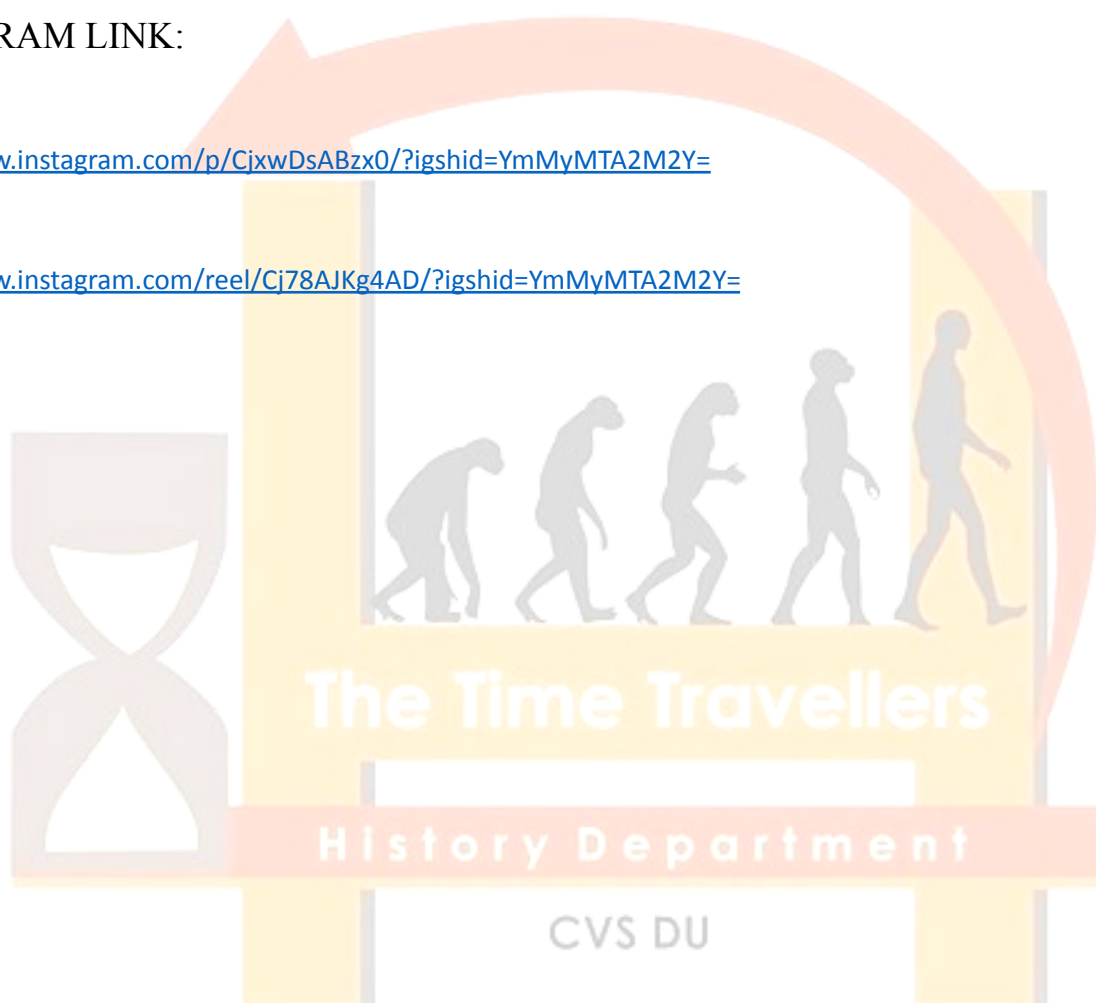 RAM LINK:
w.instagram.com/p/CjxwDsABzx0/?igshid=YmMyMTA2M2Y=
w.instagram.com/reel/Cj78AJKg4AD/?igshid=YmMyMTA2M2Y=
The Time Travellers
History Department
CVS DU